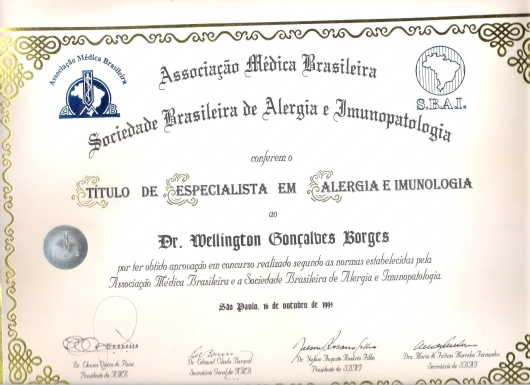 Associação Médica Brasileira
Associação Médica Brasileira
S.B.A.I.
Sociedade Brasileira de Alergia e Imunopatologia
conferem o
TÍTULO DE ESPECIALISTA EM ALERGIA E IMUNOLOGIA
ao
Dr. Wellington Gonçalves Borges
por ter obtido aprovação em concurso realizado segundo as normas estabelecidas pela
Associação Médica Brasileira e a Sociedade Brasileira de Alergia e Imunopatologia.
São Paulo, 16 de outubro de 1994
Presidente da AMB
Secretário Geral da AMB
Presidente da SBAI
Secretária da SBAI